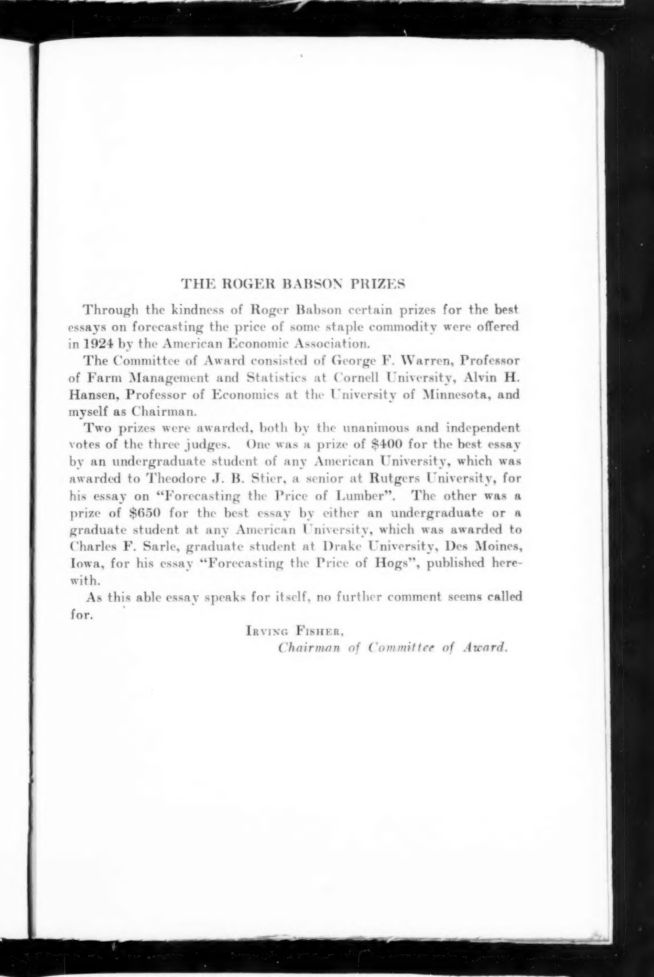 THE ROGER BABSON PRIZES
Through the kindness of Roger Babson certain prizes for the best
essays on forecasting the price of some staple commodity were offered
in 1924 by the American Economic Association.
The Committee of Award consisted of George F. Warren, Professor
of Farm Management and Statistics at Cornell University, Alvin H.
Hansen, Professor of Economics at the University of Minnesota, and
myself as Chairman.
Two prizes were awarded, both by the unanimous and independent
votes of the three judges. One was a prize of $400 for the best essay
by an undergraduate student of any American University, which was
awarded to Theodore J. B. Stier, a senior at Rutgers University, for
his essay on “Forecasting the Price of Lumber”. The other was a
prize of $650 for the best essay by either an undergraduate or a
graduate student at any American University, which was awarded to
Charles F. Sarle, graduate student at Drake University, Des Moines,
Iowa, for his essay “Forecasting the Price of Hogs”, published here-
with.
As this able essay speaks for itself, no further comment seems called
for.
IRVING FISHER,
Chairman of Committee of Award.